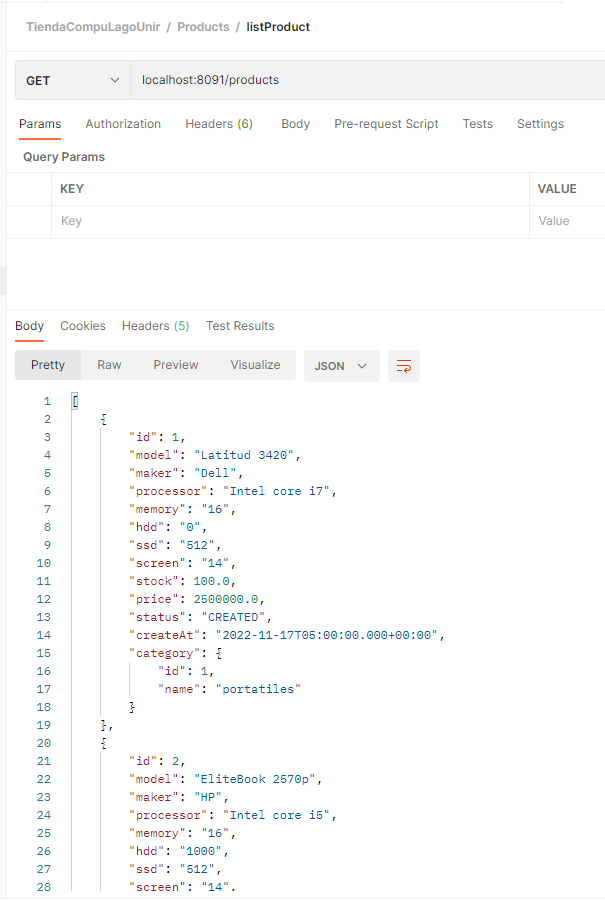 TiendaCompuLagoUnir / Products / listProduct
GET localhost:8091/products
Params Authorization Headers (6) Body Pre-request Script Tests Settings
Query Params
KEY VALUE
Key Value
Body Cookies Headers (5) Test Results
Pretty Raw Preview Visualize JSON
1 [
2 {
3 "id": 1,
4 "model": "Latitud 3420",
5 "maker": "Dell",
6 "processor": "Intel core i7",
7 "memory": "16",
8 "hdd": "0",
9 "ssd": "512",
10 "screen": "14",
11 "stock": 100.0,
12 "price": 2500000.0,
13 "status": "CREATED",
14 "createAt": "2022-11-17T05:00:00.000+00:00",
15 "category": {
16 "id": 1,
17 "name": "portatiles"
18 }
19 },
20 {
21 "id": 2,
22 "model": "EliteBook 2570p",
23 "maker": "HP",
24 "processor": "Intel core i5",
25 "memory": "16",
26 "hdd": "1000",
27 "ssd": "512",
28 "screen": "14",